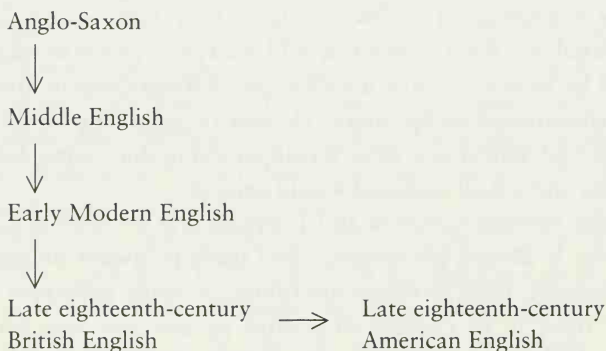 Anglo-Saxon
Middle English
Early Modern English
Late eighteenth-century
British English
Late eighteenth-century
American English